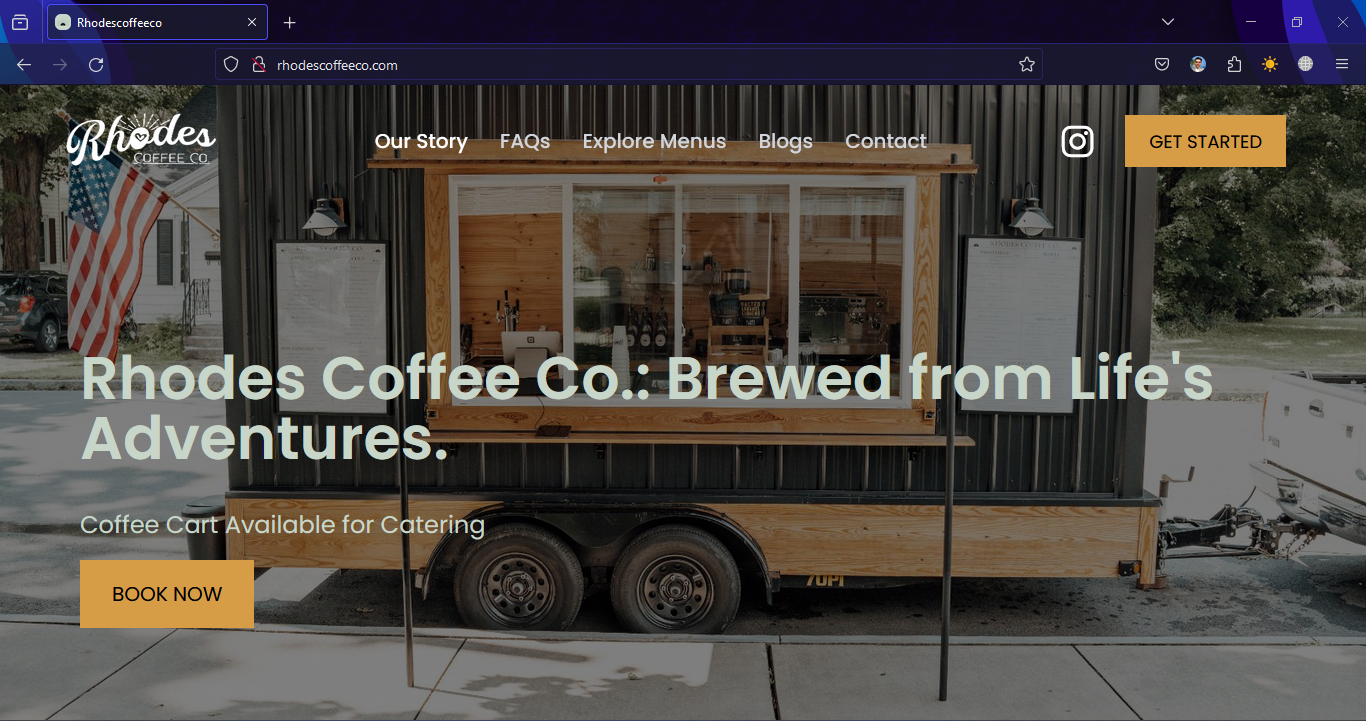 Rhodescoffeeco
rhodescoffeeco.com
Rhodes
COFFEE CO.
Our Story FAQs Explore Menus Blogs Contact
GET STARTED
Rhodes Coffee Co.: Brewed from Life's
Adventures.
Coffee Cart Available for Catering
BOOK NOW